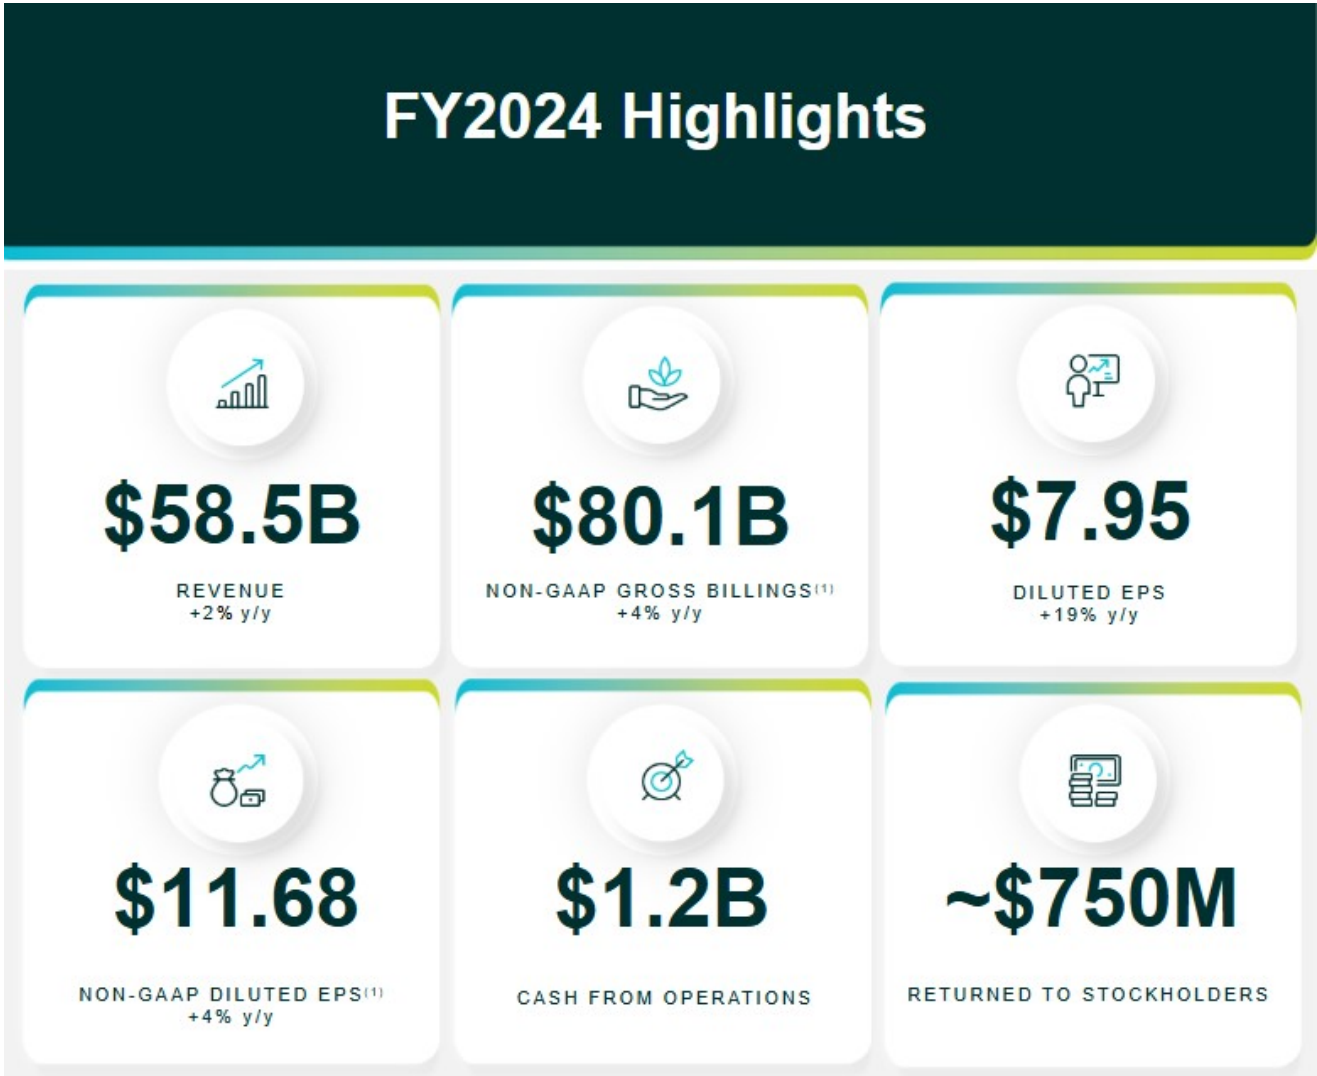 FY2024 Highlights
$58.5B
REVENUE
+2% y/y
$80.1B
NON-GAAP GROSS BILLINGS(1)
+4% y/y
$7.95
DILUTED EPS
+19% y/y
$11.68
NON-GAAP DILUTED EPS(1)
+4% y/y
$1.2B
CASH FROM OPERATIONS
~$750M
RETURNED TO STOCKHOLDERS